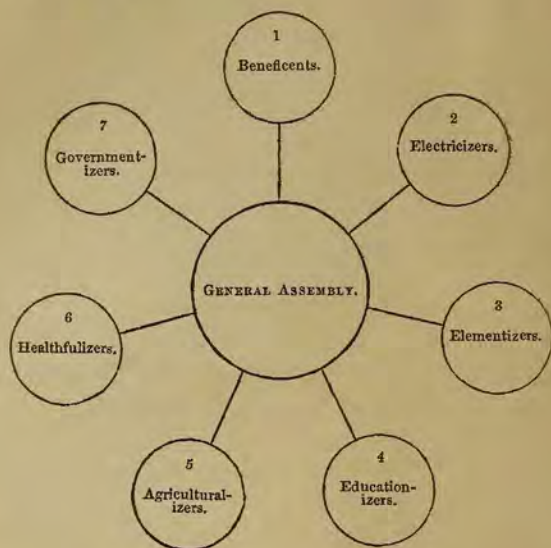 1
Beneficents.
2
Electricizers.
3
Elementizers.
4
Education-
izers.
5
Agricultural-
izers.
6
Healthfulizers.
7
Government-
izers.
GENERAL ASSEMBLY.